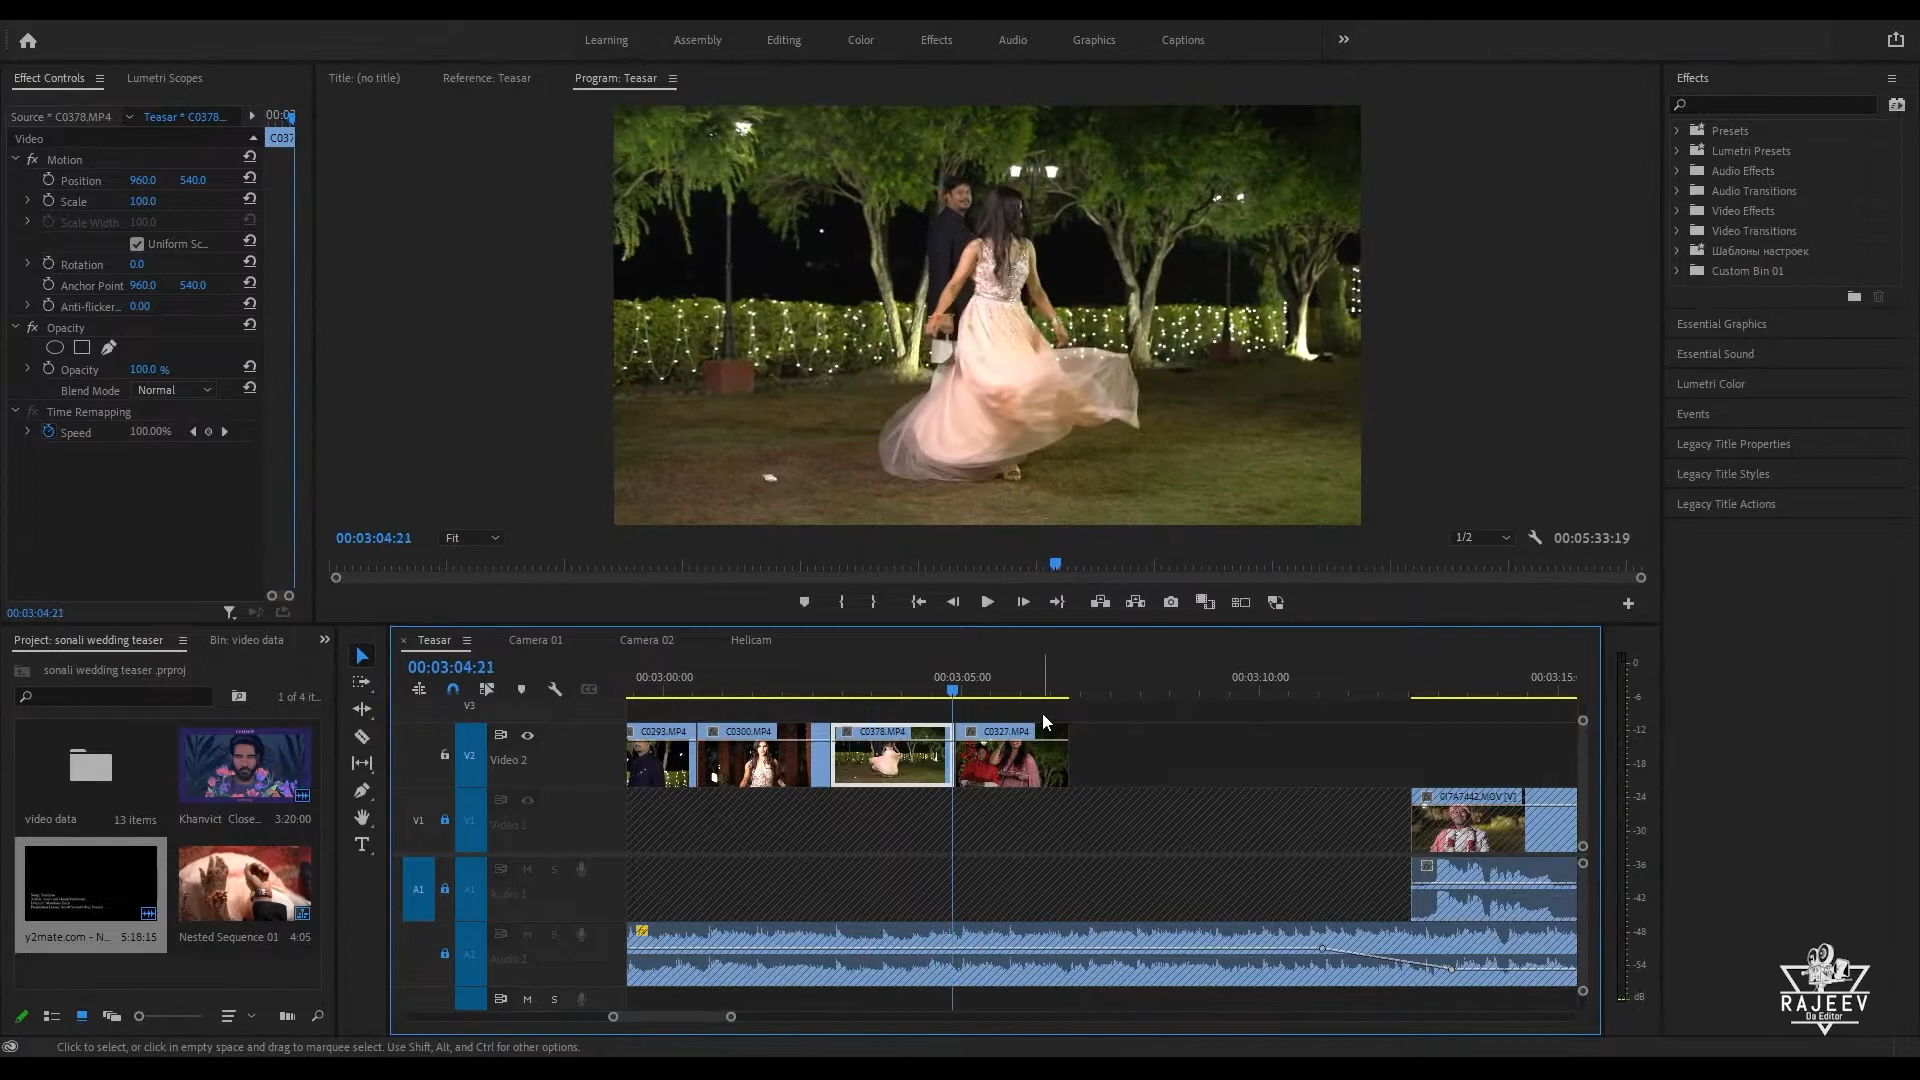 Learning Assembly Editing Color Effects Audio Graphics Captions
Effect Controls Lumetri Scopes
Title: (no title) Reference: Teasar Program: Teasar
Effects
Source * C0378.MP4 Teasar * C0378... 00:03
Video C037
Motion
Position 960.0 540.0
Scale 100.0
Scale Width 100.0
Uniform Sc...
Rotation 0.0
Anchor Point 960.0 540.0
Anti-flicker... 0.00
Opacity
Opacity 100.0 %
Blend Mode Normal
Time Remapping
Speed 100.00%
00:03:04:21
Presets
Lumetri Presets
Audio Effects
Audio Transitions
Video Effects
Video Transitions
Шаблоны настроек
Custom Bin 01
Essential Graphics
Essential Sound
Lumetri Color
Events
Legacy Title Properties
Legacy Title Styles
Legacy Title Actions
00:03:04:21 Fit 1/2 00:05:33:19
Project: sonali wedding teaser Bin: video data
sonali wedding teaser .prproj
1 of 4 it...
video data 13 items
Khanvict Close... 3:20:00
y2mate.com - N... 5:18:15
Nested Sequence 01 4:05
Teasar Camera 01 Camera 02 Helicam
00:03:04:21
00:03:00:00 00:03:05:00 00:03:10:00 00:03:15:
V3
C0293.MP4 C0300.MP4 C0378.MP4 C0327.MP4
V2 Video 2
017A7442.MOV [V]
V1 V1 Video 1
A1 A1 M S Audio 1
A2 M S Audio 2
M S
0
-6
-12
-18
-24
-30
-36
-42
-48
-54
dB
RAJEEV
Da Editor
Click to select, or click in empty space and drag to marquee select. Use Shift, Alt, and Ctrl for other options.